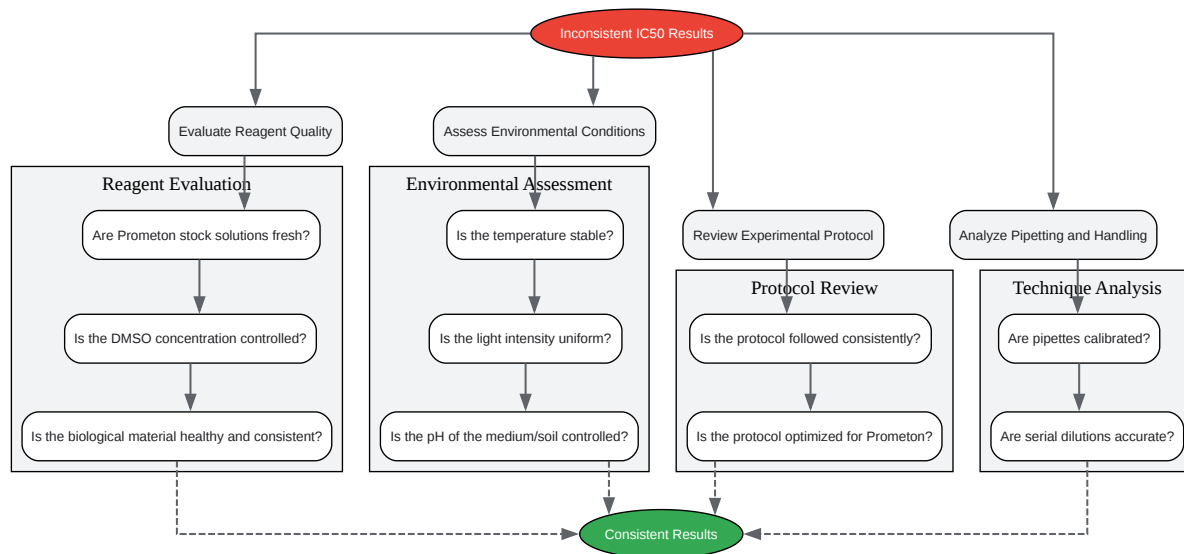 Inconsistent IC50 Results
Evaluate Reagent Quality
Assess Environmental Conditions
Reagent Evaluation
Environmental Assessment
Are Prometon stock solutions fresh?
Is the temperature stable?
Review Experimental Protocol
Analyze Pipetting and Handling
Protocol Review
Technique Analysis
Is the DMSO concentration controlled?
Is the light intensity uniform?
Is the protocol followed consistently?
Are pipettes calibrated?
Is the biological material healthy and consistent?
Is the pH of the medium/soil controlled?
Is the protocol optimized for Prometon?
Are serial dilutions accurate?
Consistent Results